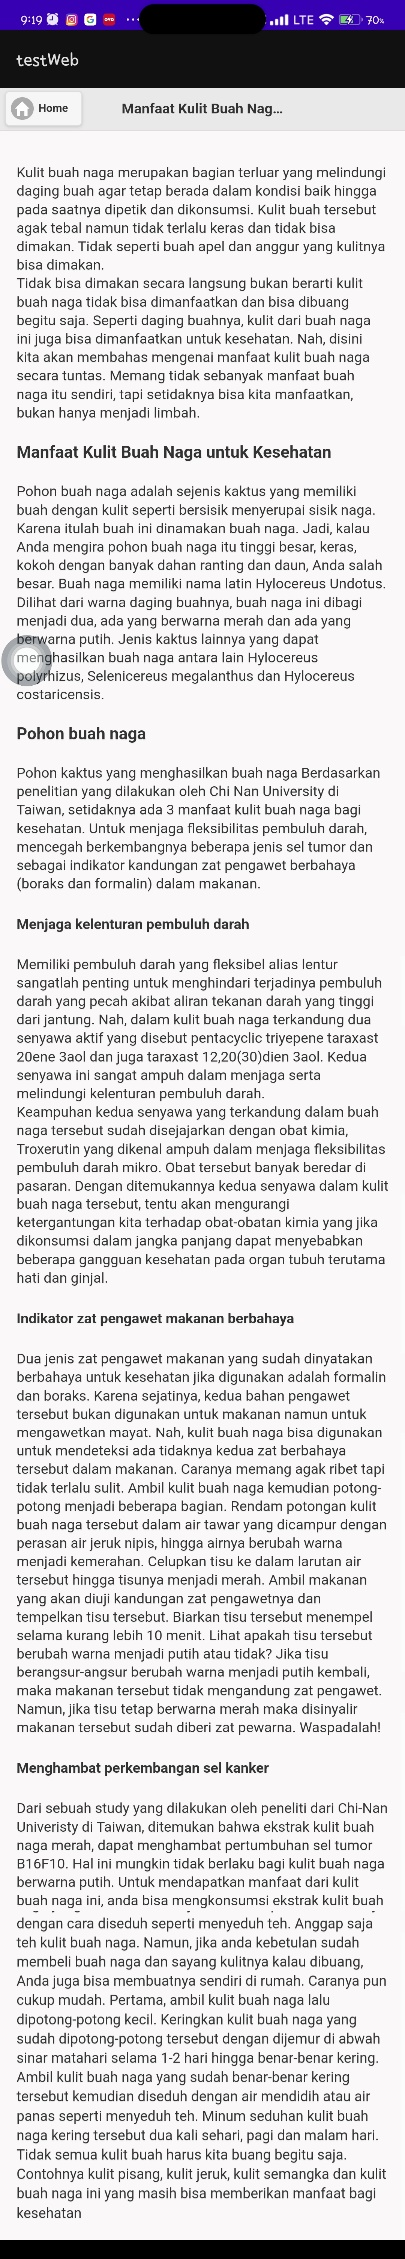 9:19
LTE
70%
testWeb
Home
Manfaat Kulit Buah Nag...
Kulit buah naga merupakan bagian terluar yang melindungi
daging buah agar tetap berada dalam kondisi baik hingga
pada saatnya dipetik dan dikonsumsi. Kulit buah tersebut
agak tebal namun tidak terlalu keras dan tidak bisa
dimakan. Tidak seperti buah apel dan anggur yang kulitnya
bisa dimakan.
Tidak bisa dimakan secara langsung bukan berarti kulit
buah naga tidak bisa dimanfaatkan dan bisa dibuang
begitu saja. Seperti daging buahnya, kulit dari buah naga
ini juga bisa dimanfaatkan untuk kesehatan. Nah, disini
kita akan membahas mengenai manfaat kulit buah naga
secara tuntas. Memang tidak sebanyak manfaat buah
naga itu sendiri, tapi setidaknya bisa kita manfaatkan,
bukan hanya menjadi limbah.
Manfaat Kulit Buah Naga untuk Kesehatan
Pohon buah naga adalah sejenis kaktus yang memiliki
buah dengan kulit seperti bersisik menyerupai sisik naga.
Karena itulah buah ini dinamakan buah naga. Jadi, kalau
Anda mengira pohon buah naga itu tinggi besar, keras,
kokoh dengan banyak dahan ranting dan daun, Anda salah
besar. Buah naga memiliki nama latin Hylocereus Undotus.
Dilihat dari warna daging buahnya, buah naga ini dibagi
menjadi dua, ada yang berwarna merah dan ada yang
berwarna putih. Jenis kaktus lainnya yang dapat
menghasilkan buah naga antara lain Hylocereus
polyrhizus, Selenicereus megalanthus dan Hylocereus
costaricensis.
Pohon buah naga
Pohon kaktus yang menghasilkan buah naga Berdasarkan
penelitian yang dilakukan oleh Chi Nan University di
Taiwan, setidaknya ada 3 manfaat kulit buah naga bagi
kesehatan. Untuk menjaga fleksibilitas pembuluh darah,
mencegah berkembangnya beberapa jenis sel tumor dan
sebagai indikator kandungan zat pengawet berbahaya
(boraks dan formalin) dalam makanan.
Menjaga kelenturan pembuluh darah
Memiliki pembuluh darah yang fleksibel alias lentur
sangatlah penting untuk menghindari terjadinya pembuluh
darah yang pecah akibat aliran tekanan darah yang tinggi
dari jantung. Nah, dalam kulit buah naga terkandung dua
senyawa aktif yang disebut pentacyclic triyepene taraxast
20ene 3aol dan juga taraxast 12,20(30)dien 3aol. Kedua
senyawa ini sangat ampuh dalam menjaga serta
melindungi kelenturan pembuluh darah.
Keampuhan kedua senyawa yang terkandung dalam buah
naga tersebut sudah disejajarkan dengan obat kimia,
Troxerutin yang dikenal ampuh dalam menjaga fleksibilitas
pembuluh darah mikro. Obat tersebut banyak beredar di
pasaran. Dengan ditemukannya kedua senyawa dalam kulit
buah naga tersebut, tentu akan mengurangi
ketergantungan kita terhadap obat-obatan kimia yang jika
dikonsumsi dalam jangka panjang dapat menyebabkan
beberapa gangguan kesehatan pada organ tubuh terutama
hati dan ginjal.
Indikator zat pengawet makanan berbahaya
Dua jenis zat pengawet makanan yang sudah dinyatakan
berbahaya untuk kesehatan jika digunakan adalah formalin
dan boraks. Karena sejatinya, kedua bahan pengawet
tersebut bukan digunakan untuk makanan namun untuk
mengawetkan mayat. Nah, kulit buah naga bisa digunakan
untuk mendeteksi ada tidaknya kedua zat berbahaya
tersebut dalam makanan. Caranya memang agak ribet tapi
tidak terlalu sulit. Ambil kulit buah naga kemudian potong-
potong menjadi beberapa bagian. Rendam potongan kulit
buah naga tersebut dalam air tawar yang dicampur dengan
perasan air jeruk nipis, hingga airnya berubah warna
menjadi kemerahan. Celupkan tisu ke dalam larutan air
tersebut hingga tisunya menjadi merah. Ambil makanan
yang akan diuji kandungan zat pengawetnya dan
tempelkan tisu tersebut. Biarkan tisu tersebut menempel
selama kurang lebih 10 menit. Lihat apakah tisu tersebut
berubah warna menjadi putih atau tidak? Jika tisu
berangsur-angsur berubah warna menjadi putih kembali,
maka makanan tersebut tidak mengandung zat pengawet.
Namun, jika tisu tetap berwarna merah maka disinyalir
makanan tersebut sudah diberi zat pewarna. Waspadalah!
Menghambat perkembangan sel kanker
Dari sebuah study yang dilakukan oleh peneliti dari ChI-Nan
Univeristy di Taiwan, ditemukan bahwa ekstrak kulit buah
naga merah, dapat menghambat pertumbuhan sel tumor
B16F10. Hal ini mungkin tidak berlaku bagi kulit buah naga
berwarna putih. Untuk mendapatkan manfaat dari kulit
buah naga ini, anda bisa mengkonsumsi ekstrak kulit buah
dengan cara diseduh seperti menyeduh teh. Anggap saja
teh kulit buah naga. Namun, jika anda kebetulan sudah
membeli buah naga dan sayang kulitnya kalau dibuang,
Anda juga bisa membuatnya sendiri di rumah. Caranya pun
cukup mudah. Pertama, ambil kulit buah naga lalu
dipotong-potong kecil. Keringkan kulit buah naga yang
sudah dipotong-potong tersebut dengan dijemur di abwah
sinar matahari selama 1-2 hari hingga benar-benar kering.
Ambil kulit buah naga yang sudah benar-benar kering
tersebut kemudian diseduh dengan air mendidih atau air
panas seperti menyeduh teh. Minum seduhan kulit buah
naga kering tersebut dua kali sehari, pagi dan malam hari.
Tidak semua kulit buah harus kita buang begitu saja.
Contohnya kulit pisang, kulit jeruk, kulit semangka dan kulit
buah naga ini yang masih bisa memberikan manfaat bagi
kesehatan